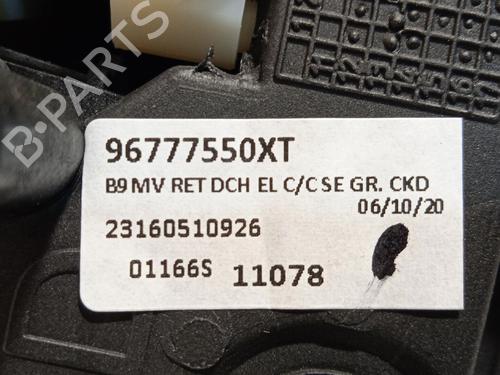 B-PARTS
96777550XT
B9 MV RET DCH EL C/C SE GR. CKD
06/10/20
23160510926
01166S 11078